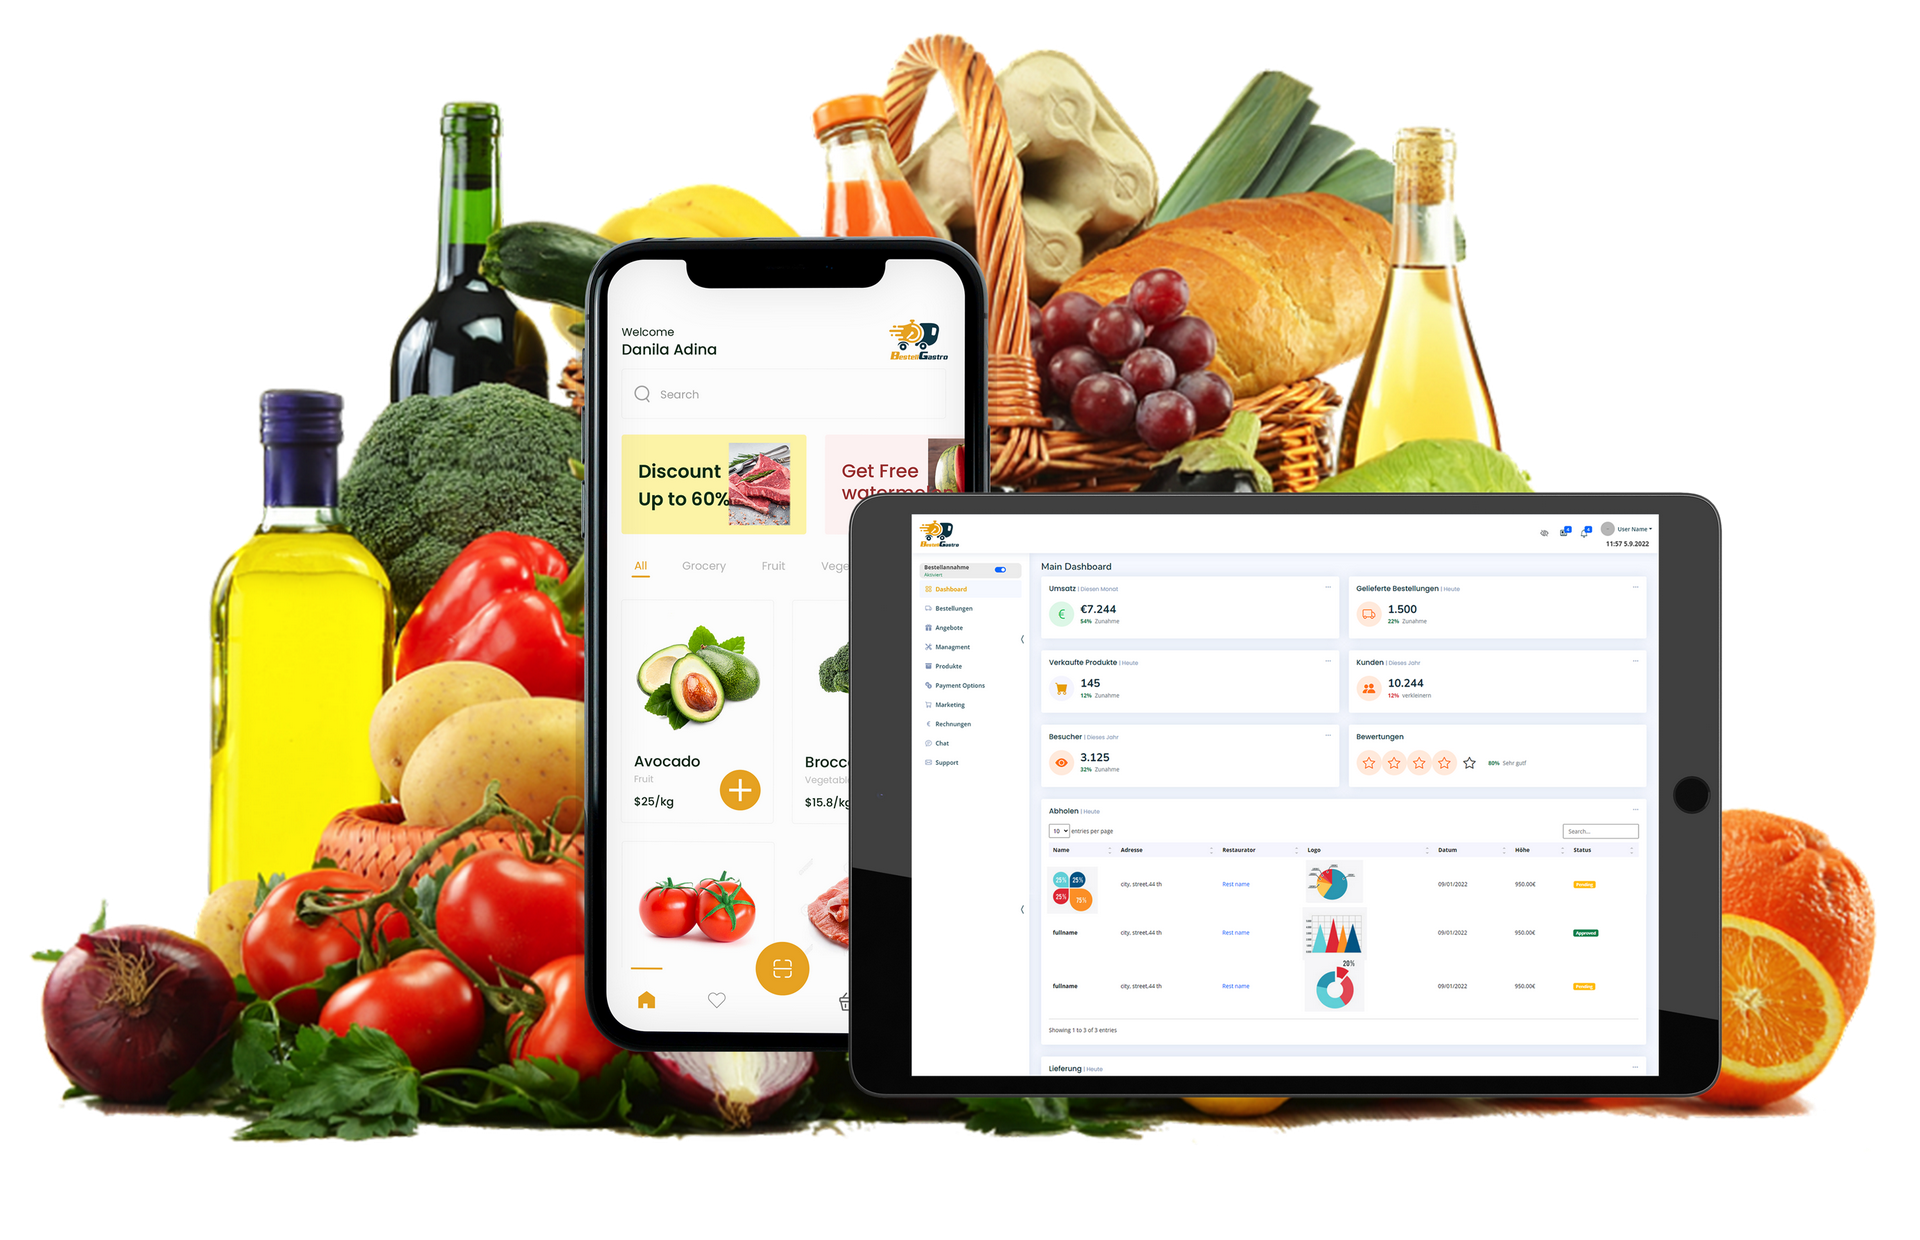 Welcome
Danila Adina
BestellGastro
Search
Discount
Up to 60%
Get Free
watermelon
All
Grocery
Fruit
Vege
Avocado
Fruit
$25/kg
Brocc
Vegetabl
$15.8/kg
BestellGastro
User Name
11:57 5.9.2022
Bestellannahme
Aktiviert
Dashboard
Bestellungen
Angebote
Managment
Produkte
Payment Options
Marketing
Rechnungen
Chat
Support
Main Dashboard
Umsatz | Diesen Monat
€7.244
54% Zunahme
Gelieferte Bestellungen | Heute
1.500
22% Zunahme
Verkaufte Produkte | Heute
145
12% Zunahme
Kunden | Dieses Jahr
10.244
12% verkleinern
Besucher | Dieses Jahr
3.125
32% Zunahme
Bewertungen
80% Sehr gut!
Abholen | Heute
10 entries per page
Search...
Name Adresse Restaurator Logo Datum Höhe Status
25% 25%
25% 75%
city, street,44 th Rest name 09/01/2022 950.00€ Pending
fullname city, street,44 th Rest name 09/01/2022 950.00€ Approved
20%
fullname city, street,44 th Rest name 09/01/2022 950.00€ Pending
Showing 1 to 3 of 3 entries
Lieferung | Heute